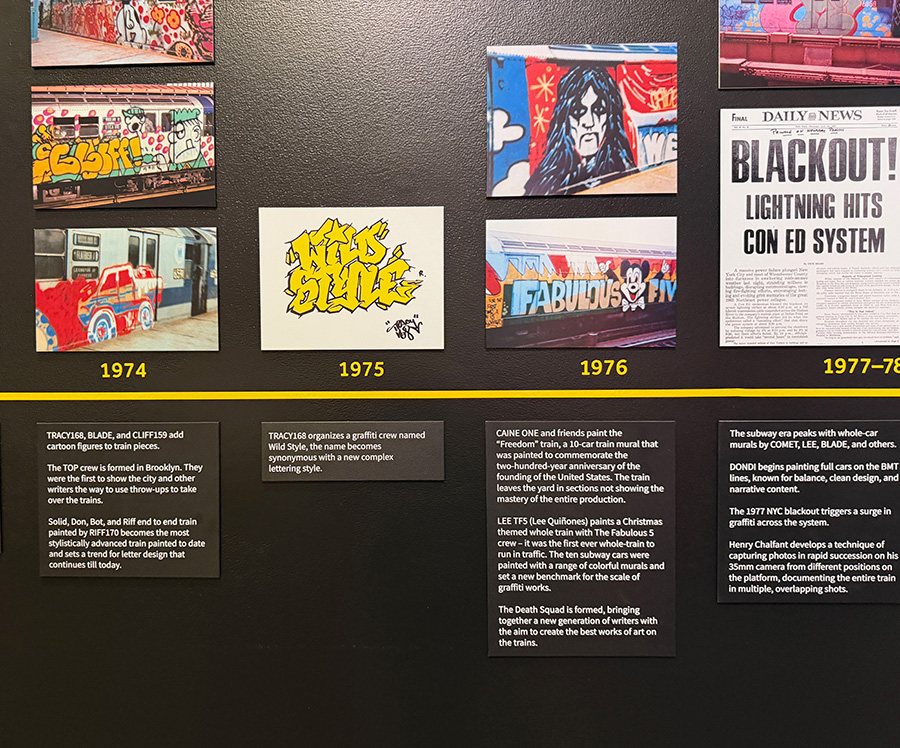 CLIFF!
WILD
STYLE
R.
"TRACY
168"
FABULOUS FIV
FINAL
DAILY NEWS
BLACKOUT!
LIGHTNING HITS
CON ED SYSTEM
1974
1975
1976
1977–78
TRACY168, BLADE, and CLIFF159 add
cartoon figures to train pieces.
The TOP crew is formed in Brooklyn. They
were the first to show the city and other
writers the way to use throw-ups to take
over the trains.
Solid, Don, Bot, and Riff end to end train
painted by RIFF170 becomes the most
stylistically advanced train painted to date
and sets a trend for letter design that
continues till today.
TRACY168 organizes a graffiti crew named
Wild Style, the name becomes
synonymous with a new complex
lettering style.
CAINE ONE and friends paint the
"Freedom" train, a 10-car train mural that
was painted to commemorate the
two-hundred-year anniversary of the
founding of the United States. The train
leaves the yard in sections not showing the
mastery of the entire production.
LEE TF5 (Lee Quiñones) paints a Christmas
themed whole train with The Fabulous 5
crew – it was the first ever whole-train to
run in traffic. The ten subway cars were
painted with a range of colorful murals and
set a new benchmark for the scale of
graffiti works.
The Death Squad is formed, bringing
together a new generation of writers with
the aim to create the best works of art on
the trains.
The subway era peaks with whole-car
murals by COMET, LEE, BLADE, and others.
DONDI begins painting full cars on the BMT
lines, known for balance, clean design, and
narrative content.
The 1977 NYC blackout triggers a surge in
graffiti across the system.
Henry Chalfant develops a technique of
capturing photos in rapid succession on his
35mm camera from different positions on
the platform, documenting the entire train
in multiple, overlapping shots.